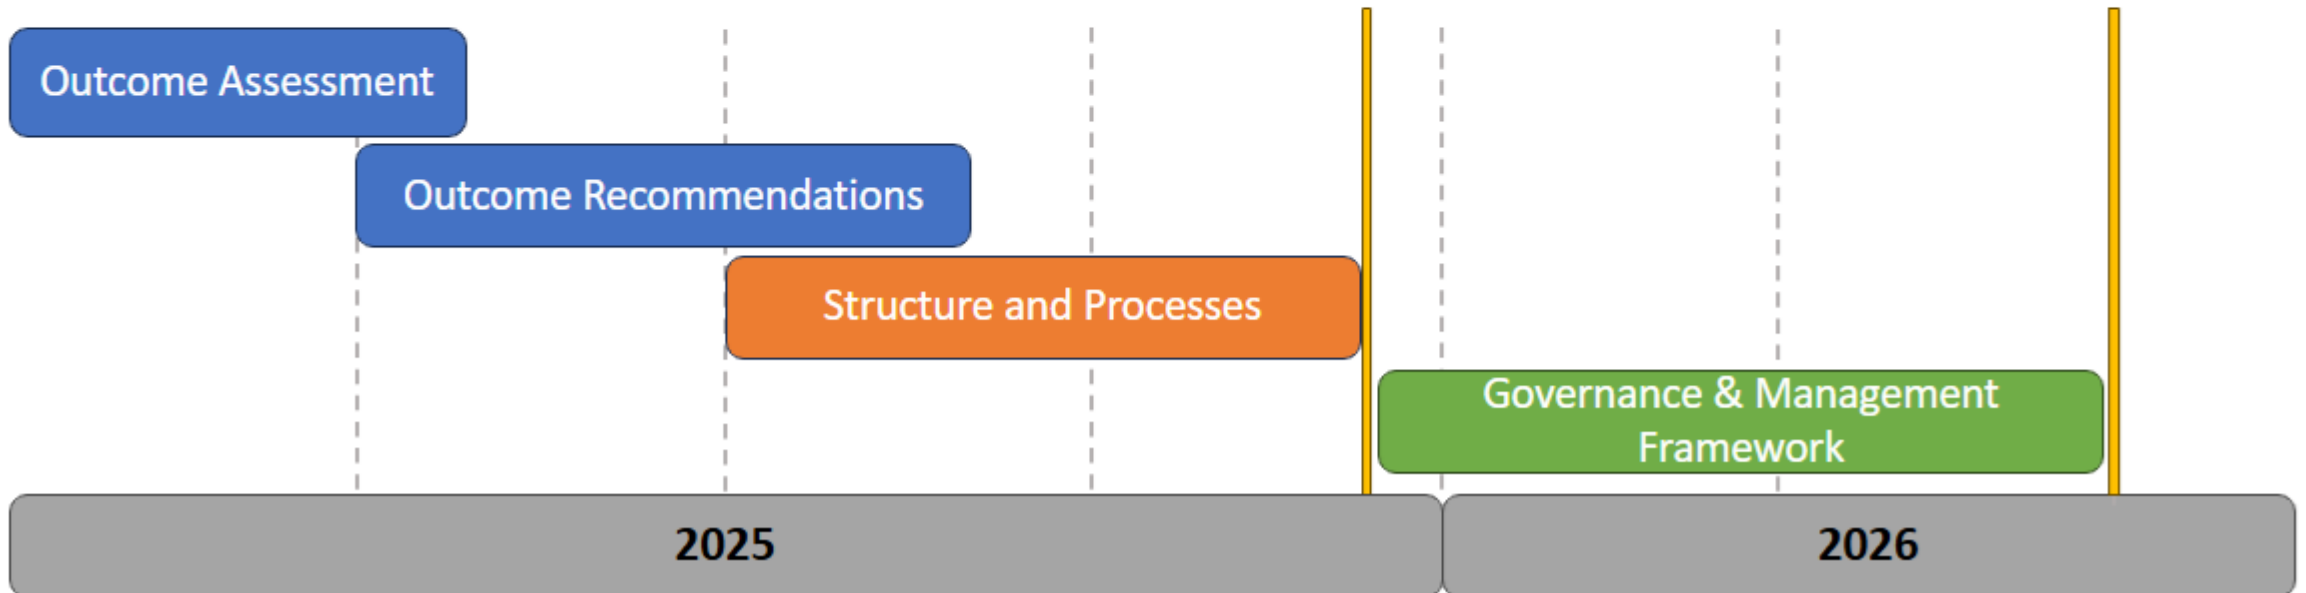 Outcome Assessment
Outcome Recommendations
Structure and Processes
Governance & Management
Framework
2025
2026